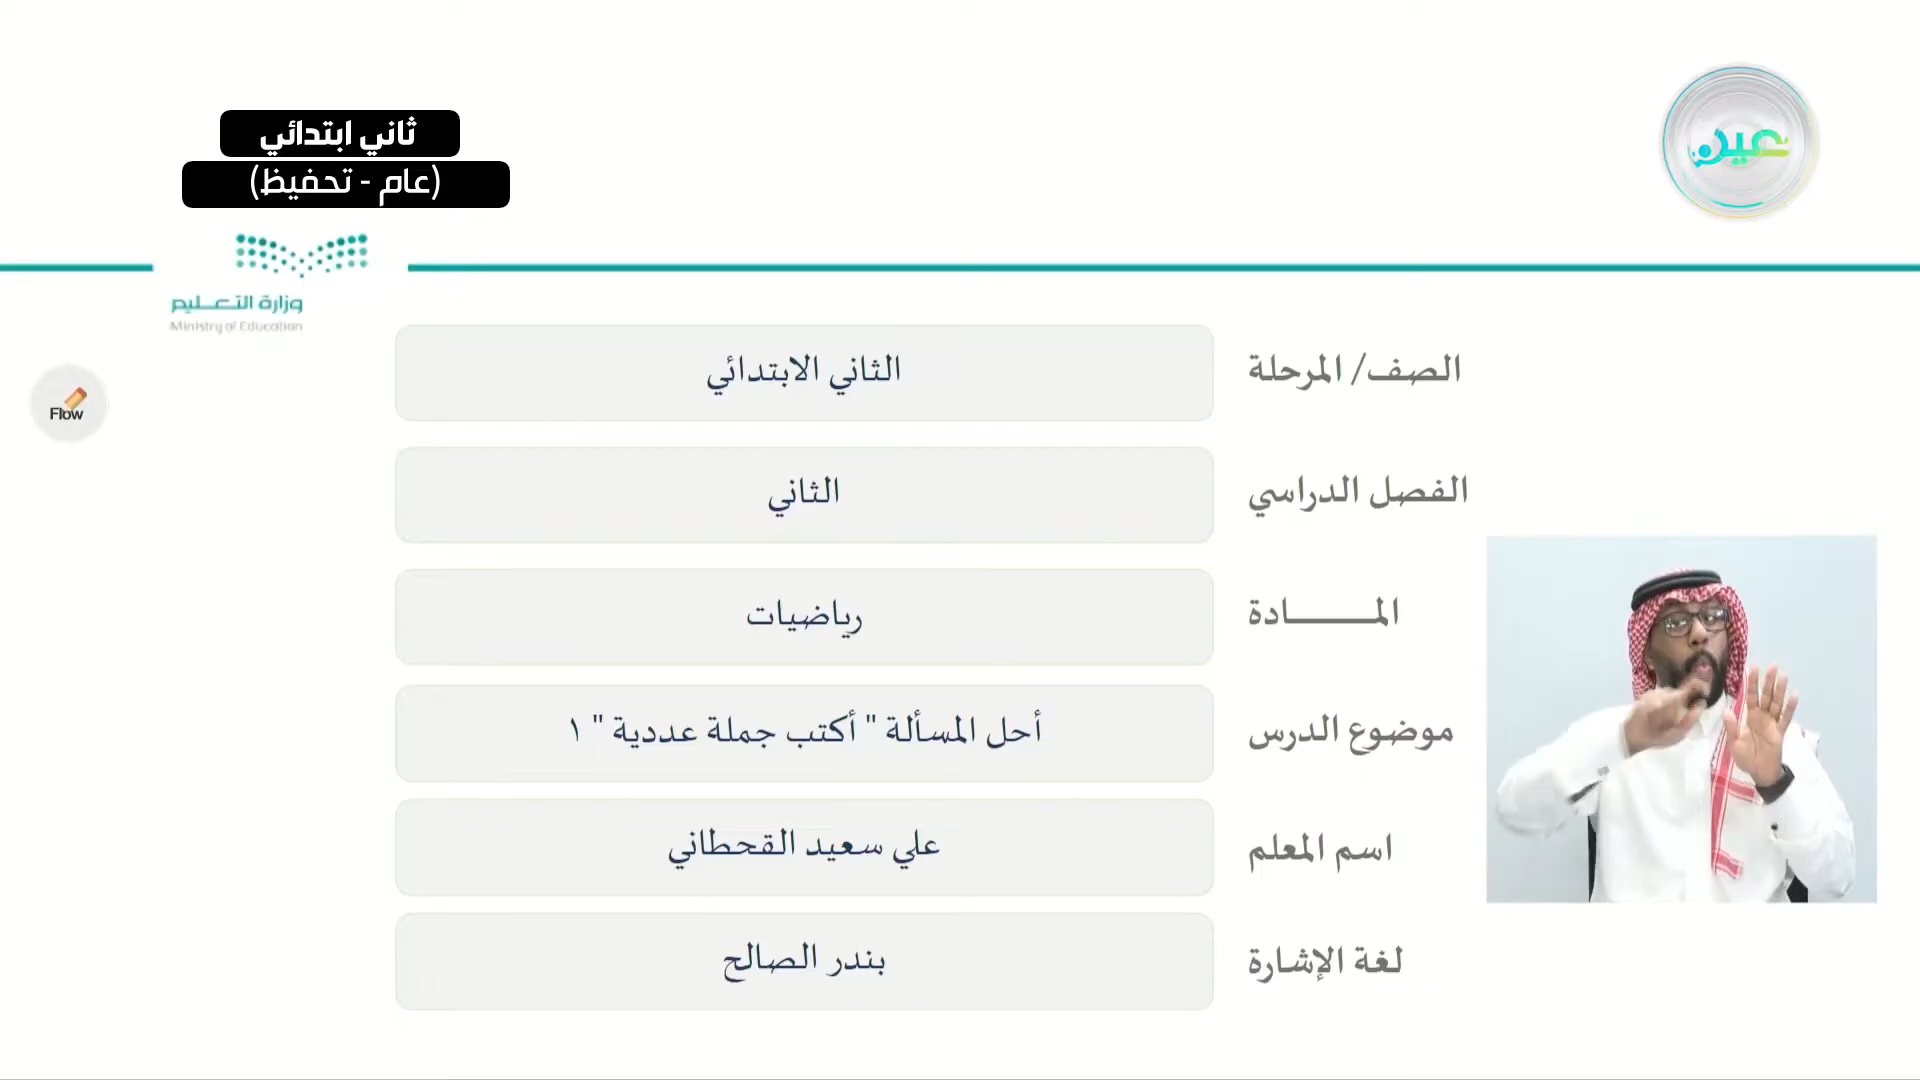 ثاني ابتدائي
(عام - تحفيظ)
عين
وزارة التعليم
Ministry of Education
Flow
الصف/ المرحلة
الثاني الابتدائي
الفصل الدراسي
الثاني
المـــــــادة
رياضيات
موضوع الدرس
أحل المسألة " أكتب جملة عددية " ١
اسم المعلم
علي سعيد القحطاني
لغة الإشارة
بندر الصالح